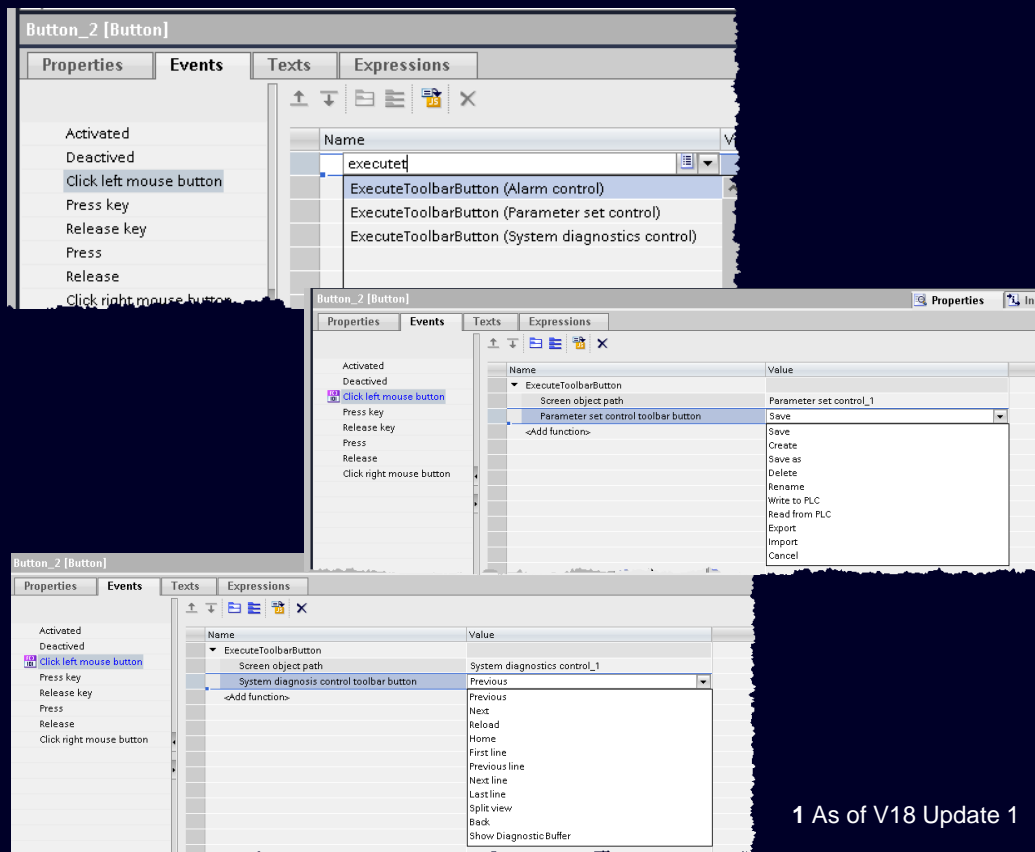 Button_2 [Button]
Properties Events Texts Expressions
Activated
Deactived
Click left mouse button
Press key
Release key
Press
Release
Click right mouse button
Name
executet
ExecuteToolbarButton (Alarm control)
ExecuteToolbarButton (Parameter set control)
ExecuteToolbarButton (System diagnostics control)
Button_2 [Button]
Properties
Properties Events Texts Expressions
Activated
Deactived
Click left mouse button
Press key
Release key
Press
Release
Click right mouse button
Name Value
ExecuteToolbarButton
Screen object path Parameter set control_1
Parameter set control toolbar button Save
<Add function>
Save
Create
Save as
Delete
Rename
Write to PLC
Read from PLC
Export
Import
Cancel
Button_2 [Button]
Properties Events Texts Expressions
Activated
Deactived
Click left mouse button
Press key
Release key
Press
Release
Click right mouse button
Name Value
ExecuteToolbarButton
Screen object path System diagnostics control_1
System diagnosis control toolbar button Previous
<Add function>
Previous
Next
Reload
Home
First line
Previous line
Next line
Last line
Split view
Back
Show Diagnostic Buffer
1 As of V18 Update 1